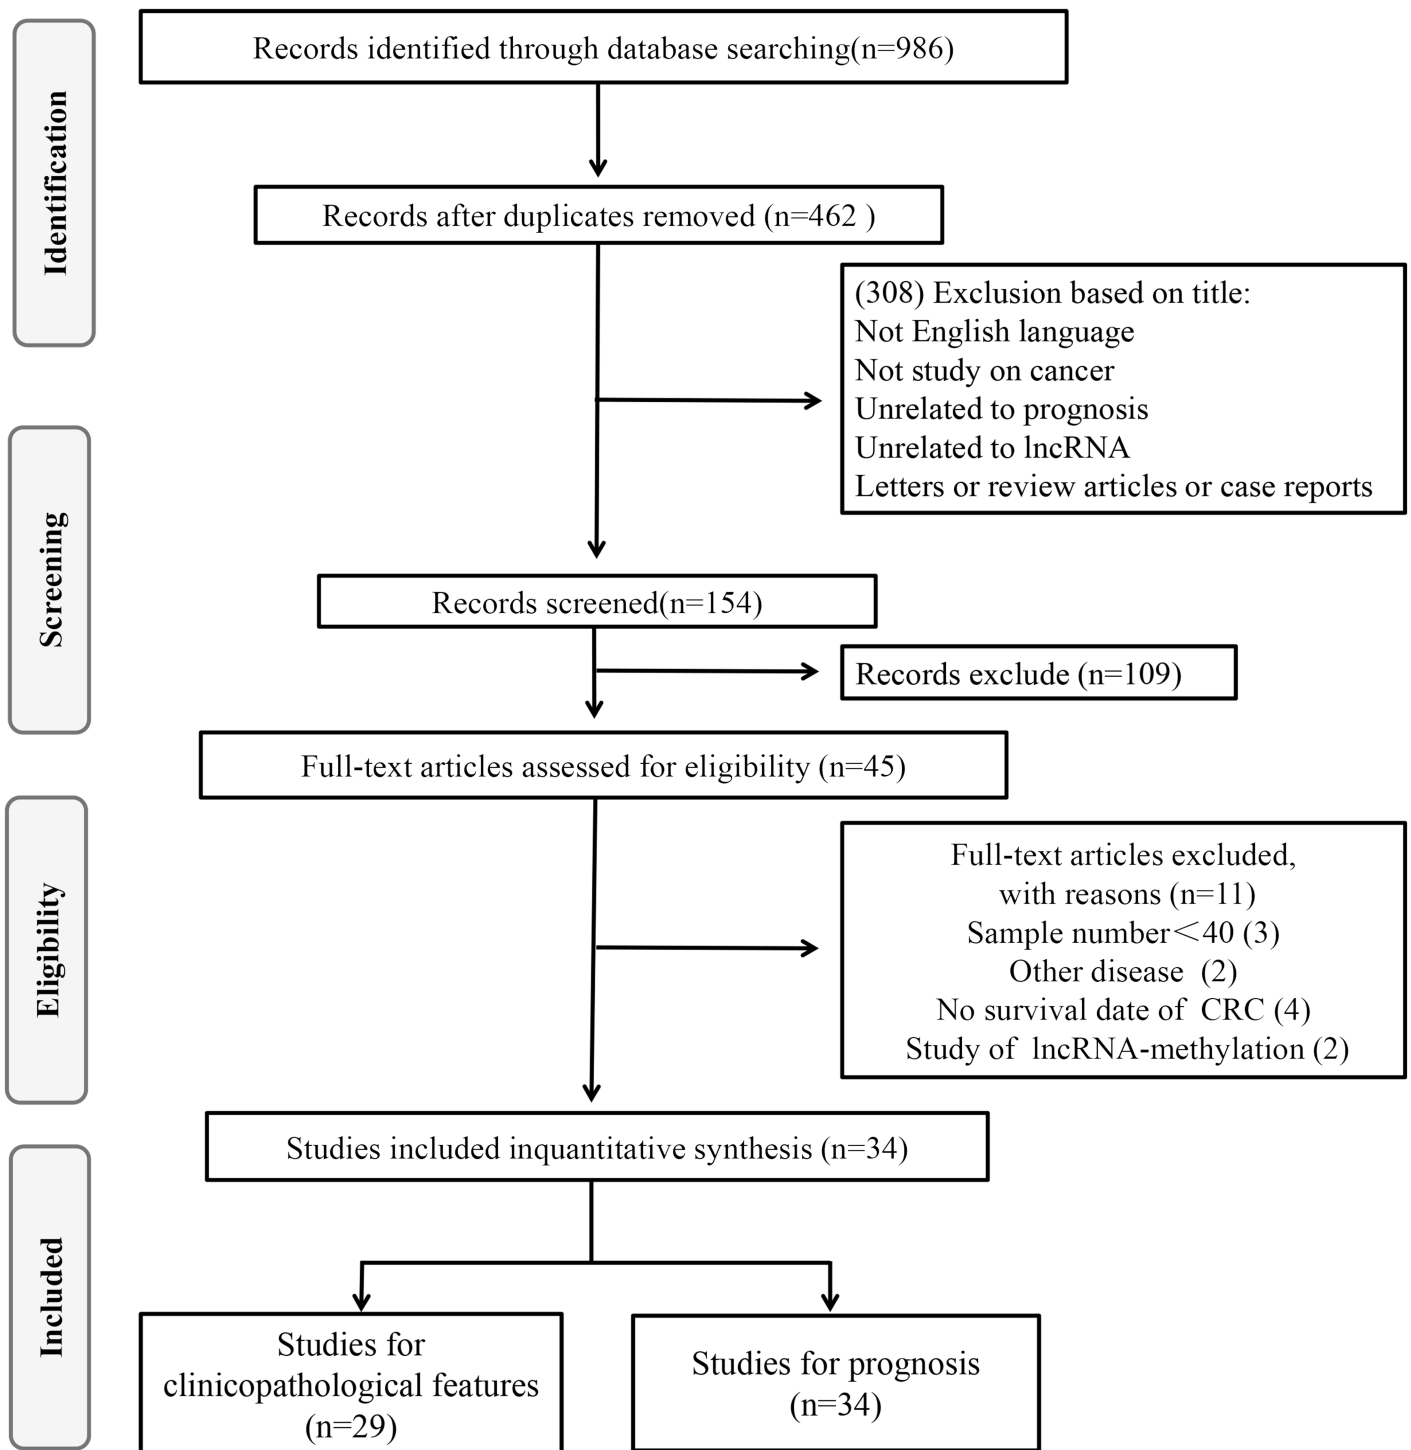 Identification
Records identified through database searching(n=986)
Records after duplicates removed (n=462 )
(308) Exclusion based on title:
Not English language
Not study on cancer
Unrelated to prognosis
Unrelated to lncRNA
Letters or review articles or case reports
Screening
Records screened(n=154)
Records exclude (n=109)
Full-text articles assessed for eligibility (n=45)
Eligibility
Full-text articles excluded,
with reasons (n=11)
Sample number＜40 (3)
Other disease  (2)
No survival date of  CRC (4)
Study of  lncRNA-methylation (2)
Included
Studies included inquantitative synthesis (n=34)
Studies for
clinicopathological features
(n=29)
Studies for prognosis
(n=34)